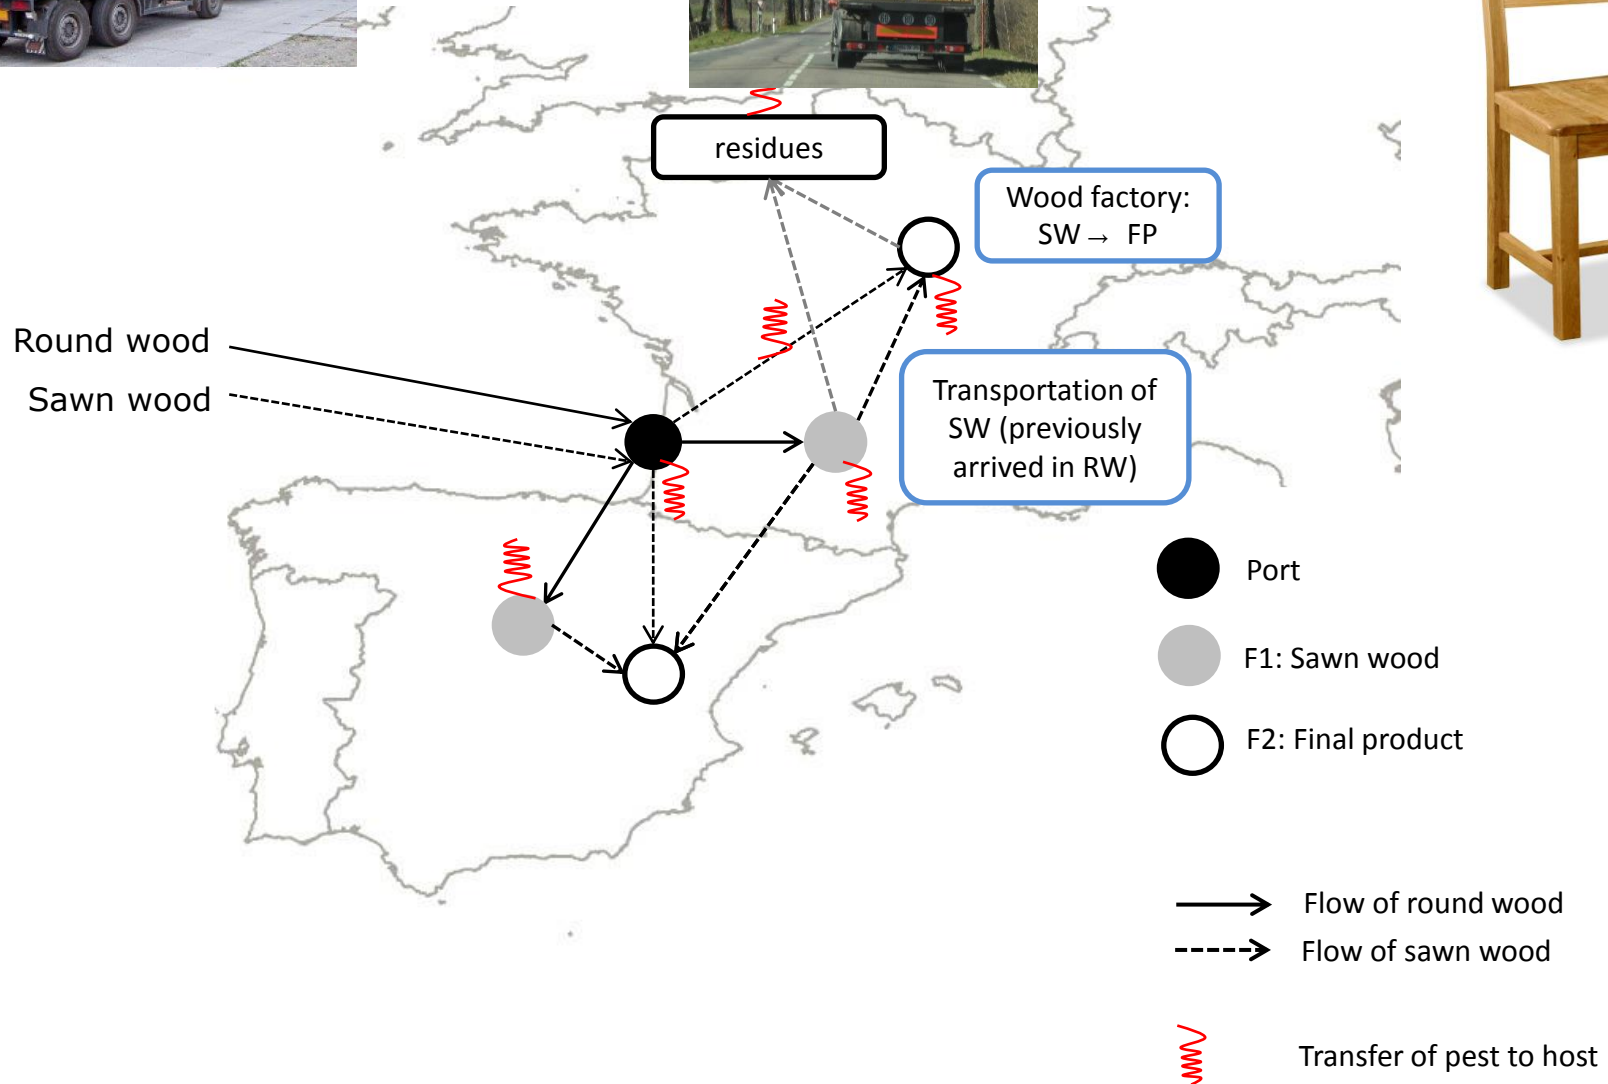 residues
Wood factory:
SW → FP
Round wood
Sawn wood
Transportation of
SW (previously
arrived in RW)
Port
F1: Sawn wood
F2: Final product
Flow of round wood
Flow of sawn wood
Transfer of pest to host